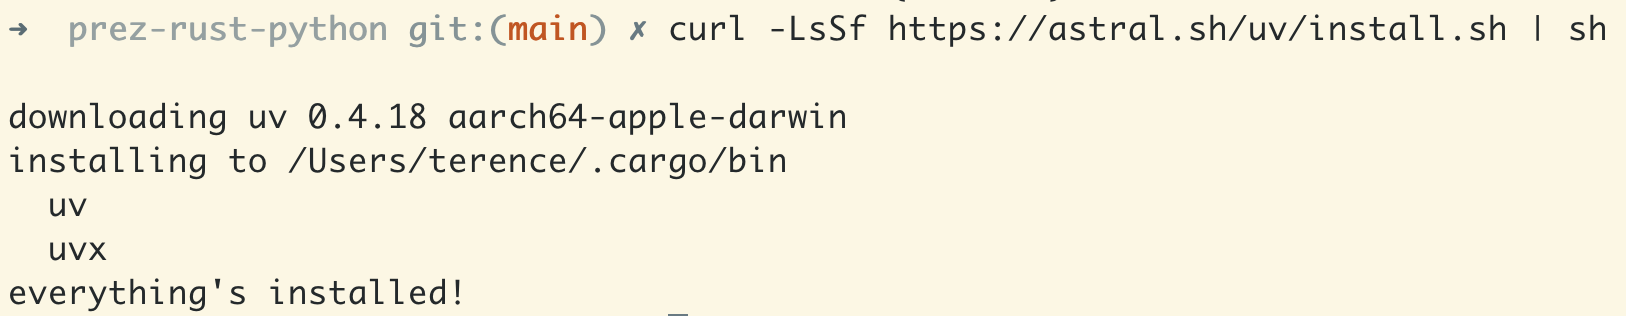 ➜  prez-rust-python git:(main) ✗ curl -LsSf https://astral.sh/uv/install.sh | sh
downloading uv 0.4.18 aarch64-apple-darwin
installing to /Users/terence/.cargo/bin
  uv
  uvx
everything's installed!